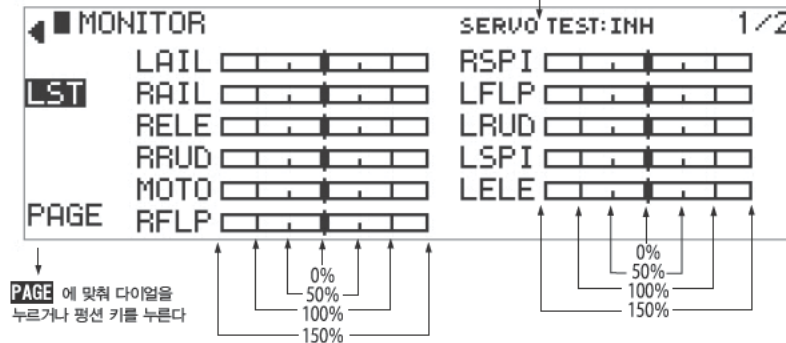 MONITOR
SERVO TEST:INH 1/2
LAIL
LST
RAIL
RELE
RRUD
MOTO
PAGE
RFLP
RSPI
LFLP
LRUD
LSPI
LELE
0%
50%
100%
150%
0%
50%
100%
150%
PAGE 에 맞춰 다이얼을
누르거나 펑션 키를 누른다